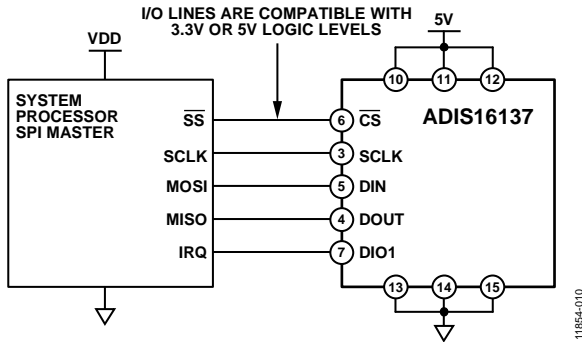 I/O LINES ARE COMPATIBLE WITH
3.3V OR 5V LOGIC LEVELS
VDD
5V
10
11
12
SYSTEM
PROCESSOR
SPI MASTER
ADIS16137
SS
6
CS
SCLK
3
SCLK
MOSI
5
DIN
MISO
4
DOUT
IRQ
7
DIO1
13
14
15
11854-010